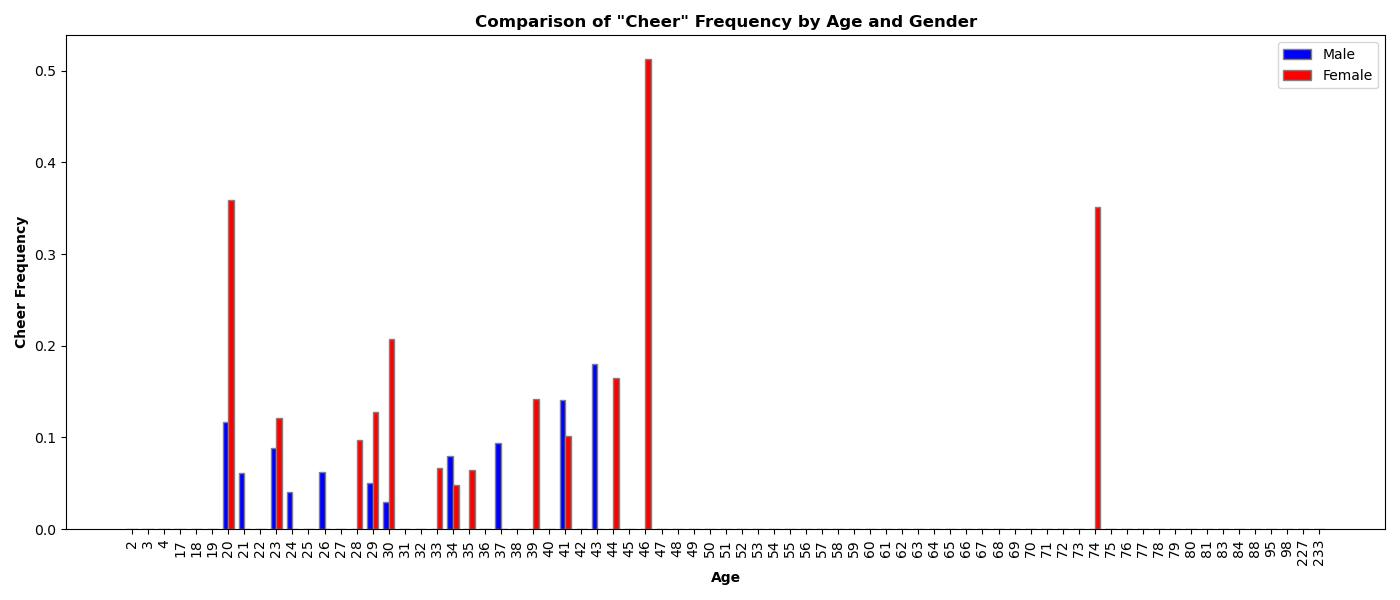 Comparison of "Cheer" Frequency by Age and Gender
Male
Female
Cheer Frequency
0.5
0.4
0.3
0.2
0.1
0.0
2 3 4 17 18 19 20 21 22 23 24 25 26 27 28 29 30 31 32 33 34 35 36 37 38 39 40 41 42 43 44 45 46 47 48 49 50 51 52 53 54 55 56 57 58 59 60 61 62 63 64 65 66 67 68 69 70 71 72 73 74 75 76 77 78 79 80 81 83 84 88 95 98 227 233
Age